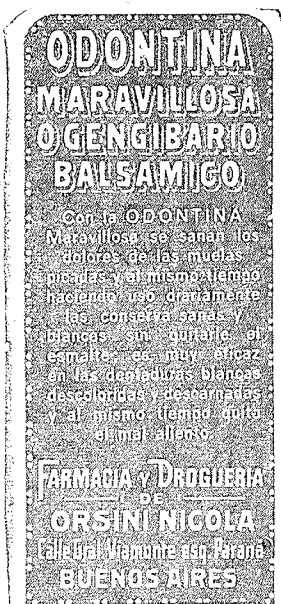 ODONTINA
MARAVILLOSA
O GENGIBARIO
BALSAMICO
Con la ODONTINA
Maravillosa se sanan los
dolores de las muelas
picadas y al mismo tiempo
haciendo uso diariamente
las conserva sanas y
blancas sin quitarle el
esmalte es muy eficaz
en las dentaduras blancas
descoloridas y descarnadas
y al mismo tiempo quita
el mal aliento
FARMACIA Y DROGUERIA
DE
ORSINI NICOLA
Calle Gral Viamonte esq. Paraná
BUENOS AIRES